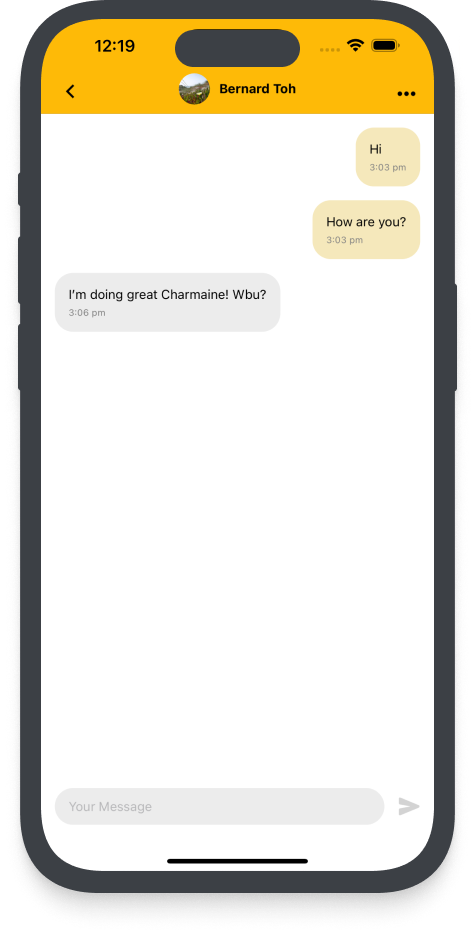 12:19
Bernard Toh
Hi
3:03 pm
How are you?
3:03 pm
I'm doing great Charmaine! Wbu?
3:06 pm
Your Message